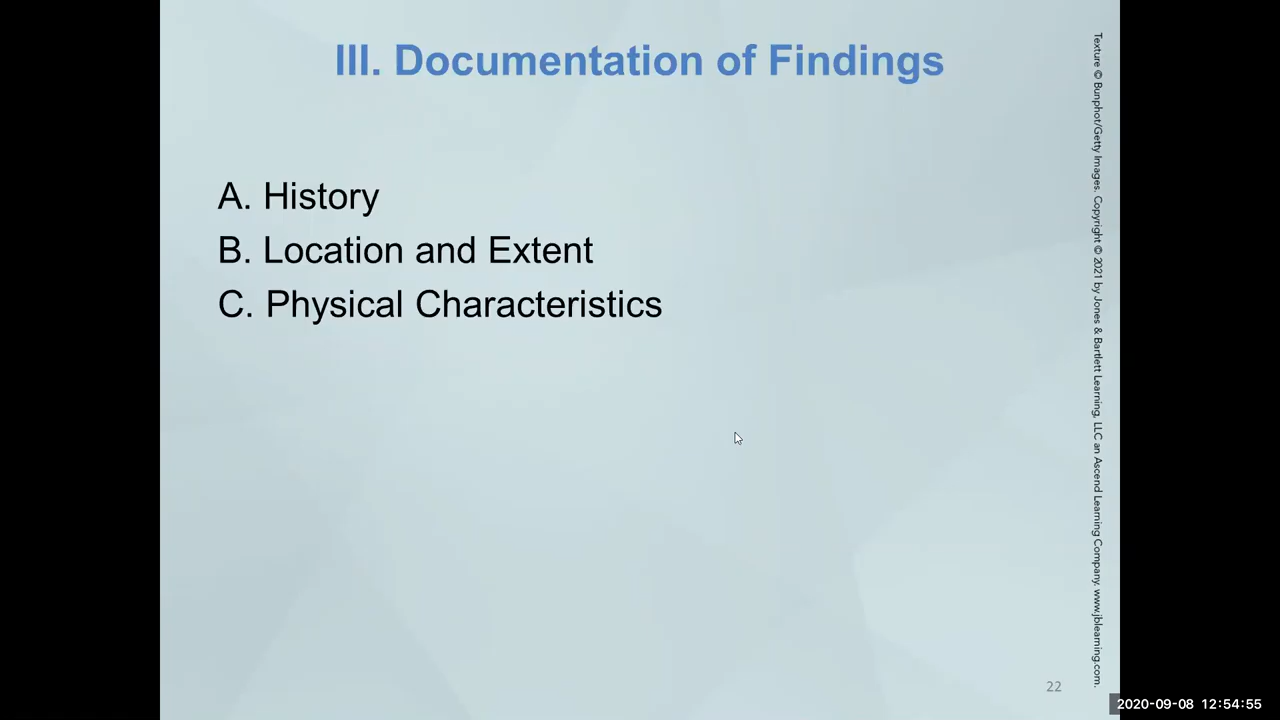 III. Documentation of Findings
A. History
B. Location and Extent
C. Physical Characteristics
Texture © Bunphot/Getty Images. Copyright © 2021 by Jones & Bartlett Learning, LLC an Ascend Learning Company. www.jblearning.com.
22
2020-09-08 12:54:55